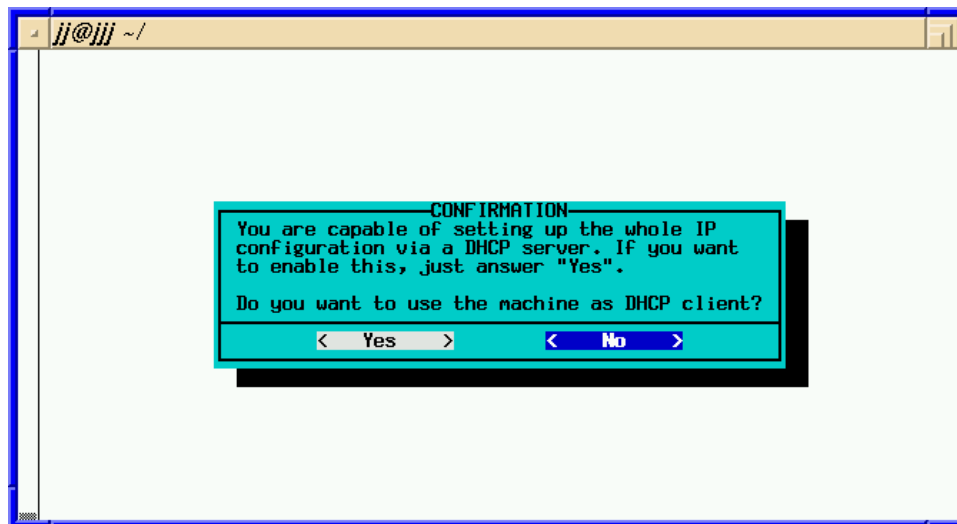 jj@jjj ~/
CONFIRMATION
You are capable of setting up the whole IP
configuration via a DHCP server. If you want
to enable this, just answer "Yes".
Do you want to use the machine as DHCP client?
< Yes > < No >